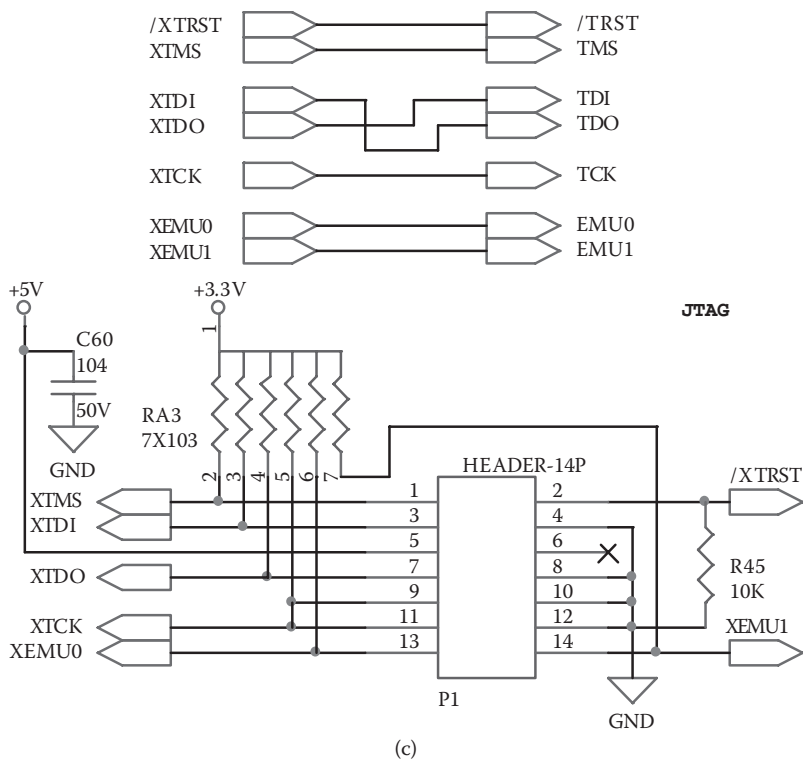 /XTRST /TRST
XTMS TMS
XTDI TDI
XTDO TDO
XTCK TCK
XEMU0 EMU0
XEMU1 EMU1
+5V +3.3V
JTAG
1
C60
104
50V
GND
RA3
7X103
2 3 4 5 6 7
HEADER-14P
/XTRST
XTMS 1 2
XTDI 3 4
5 6
XTDO 7 8
9 10
XTCK 11 12
XEMU0 13 14
R45
10K
XEMU1
P1
GND
(c)